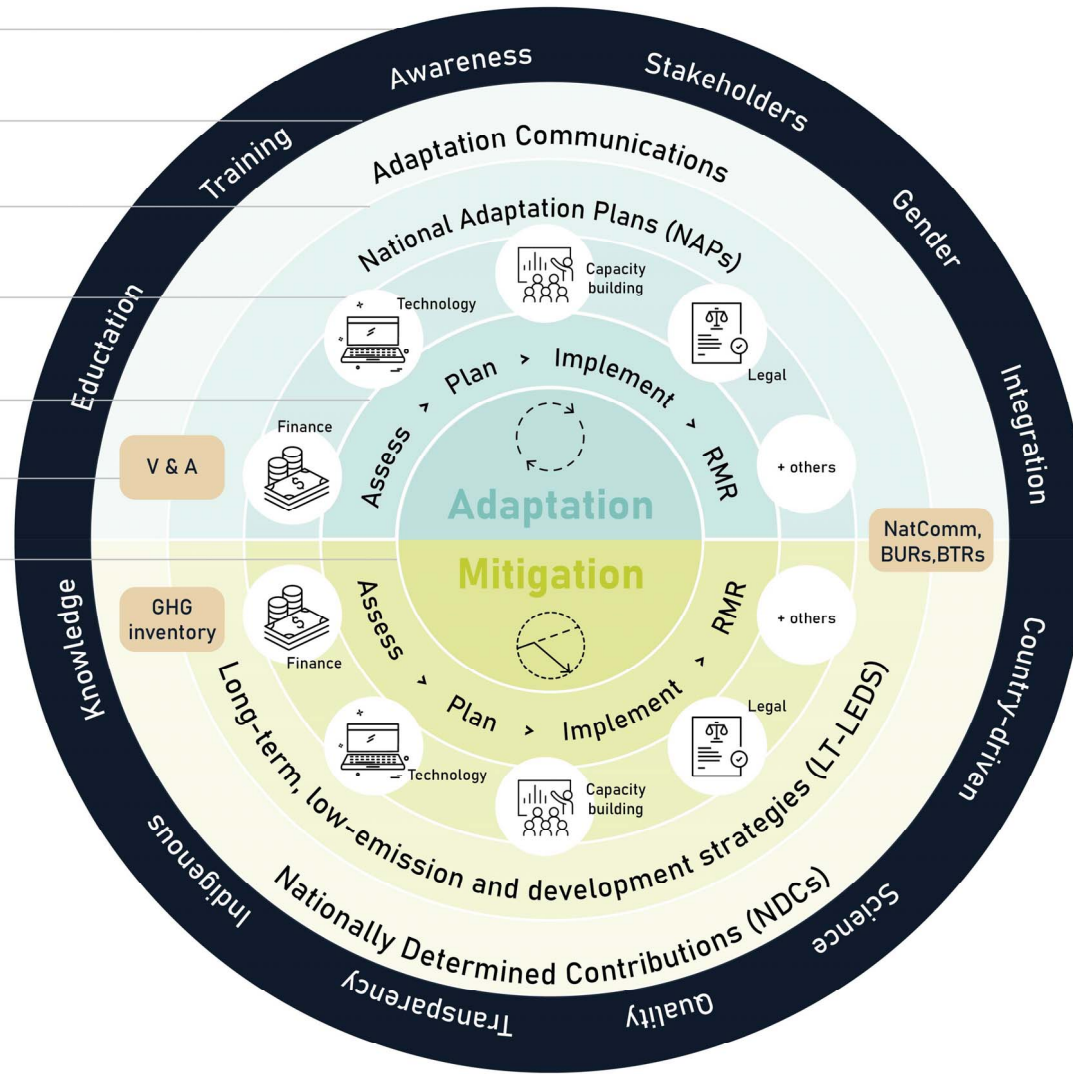 Awareness
Stakeholders
Training
Gender
Eductation
Integration
Knowledge
Country-driven
Indigenous
Science
Transparency
Quality
Adaptation Communications
National Adaptation Plans (NAPs)
Capacity
building
Technology
Legal
Finance
+ others
V & A
Assess > Plan > Implement > RMR
Adaptation
NatComm,
BURs,BTRs
Mitigation
Assess > Plan > Implement > RMR
GHG
inventory
Finance
+ others
Technology
Legal
Capacity
building
Long-term, low-emission and development strategies (LT-LEDS)
Nationally Determined Contributions (NDCs)